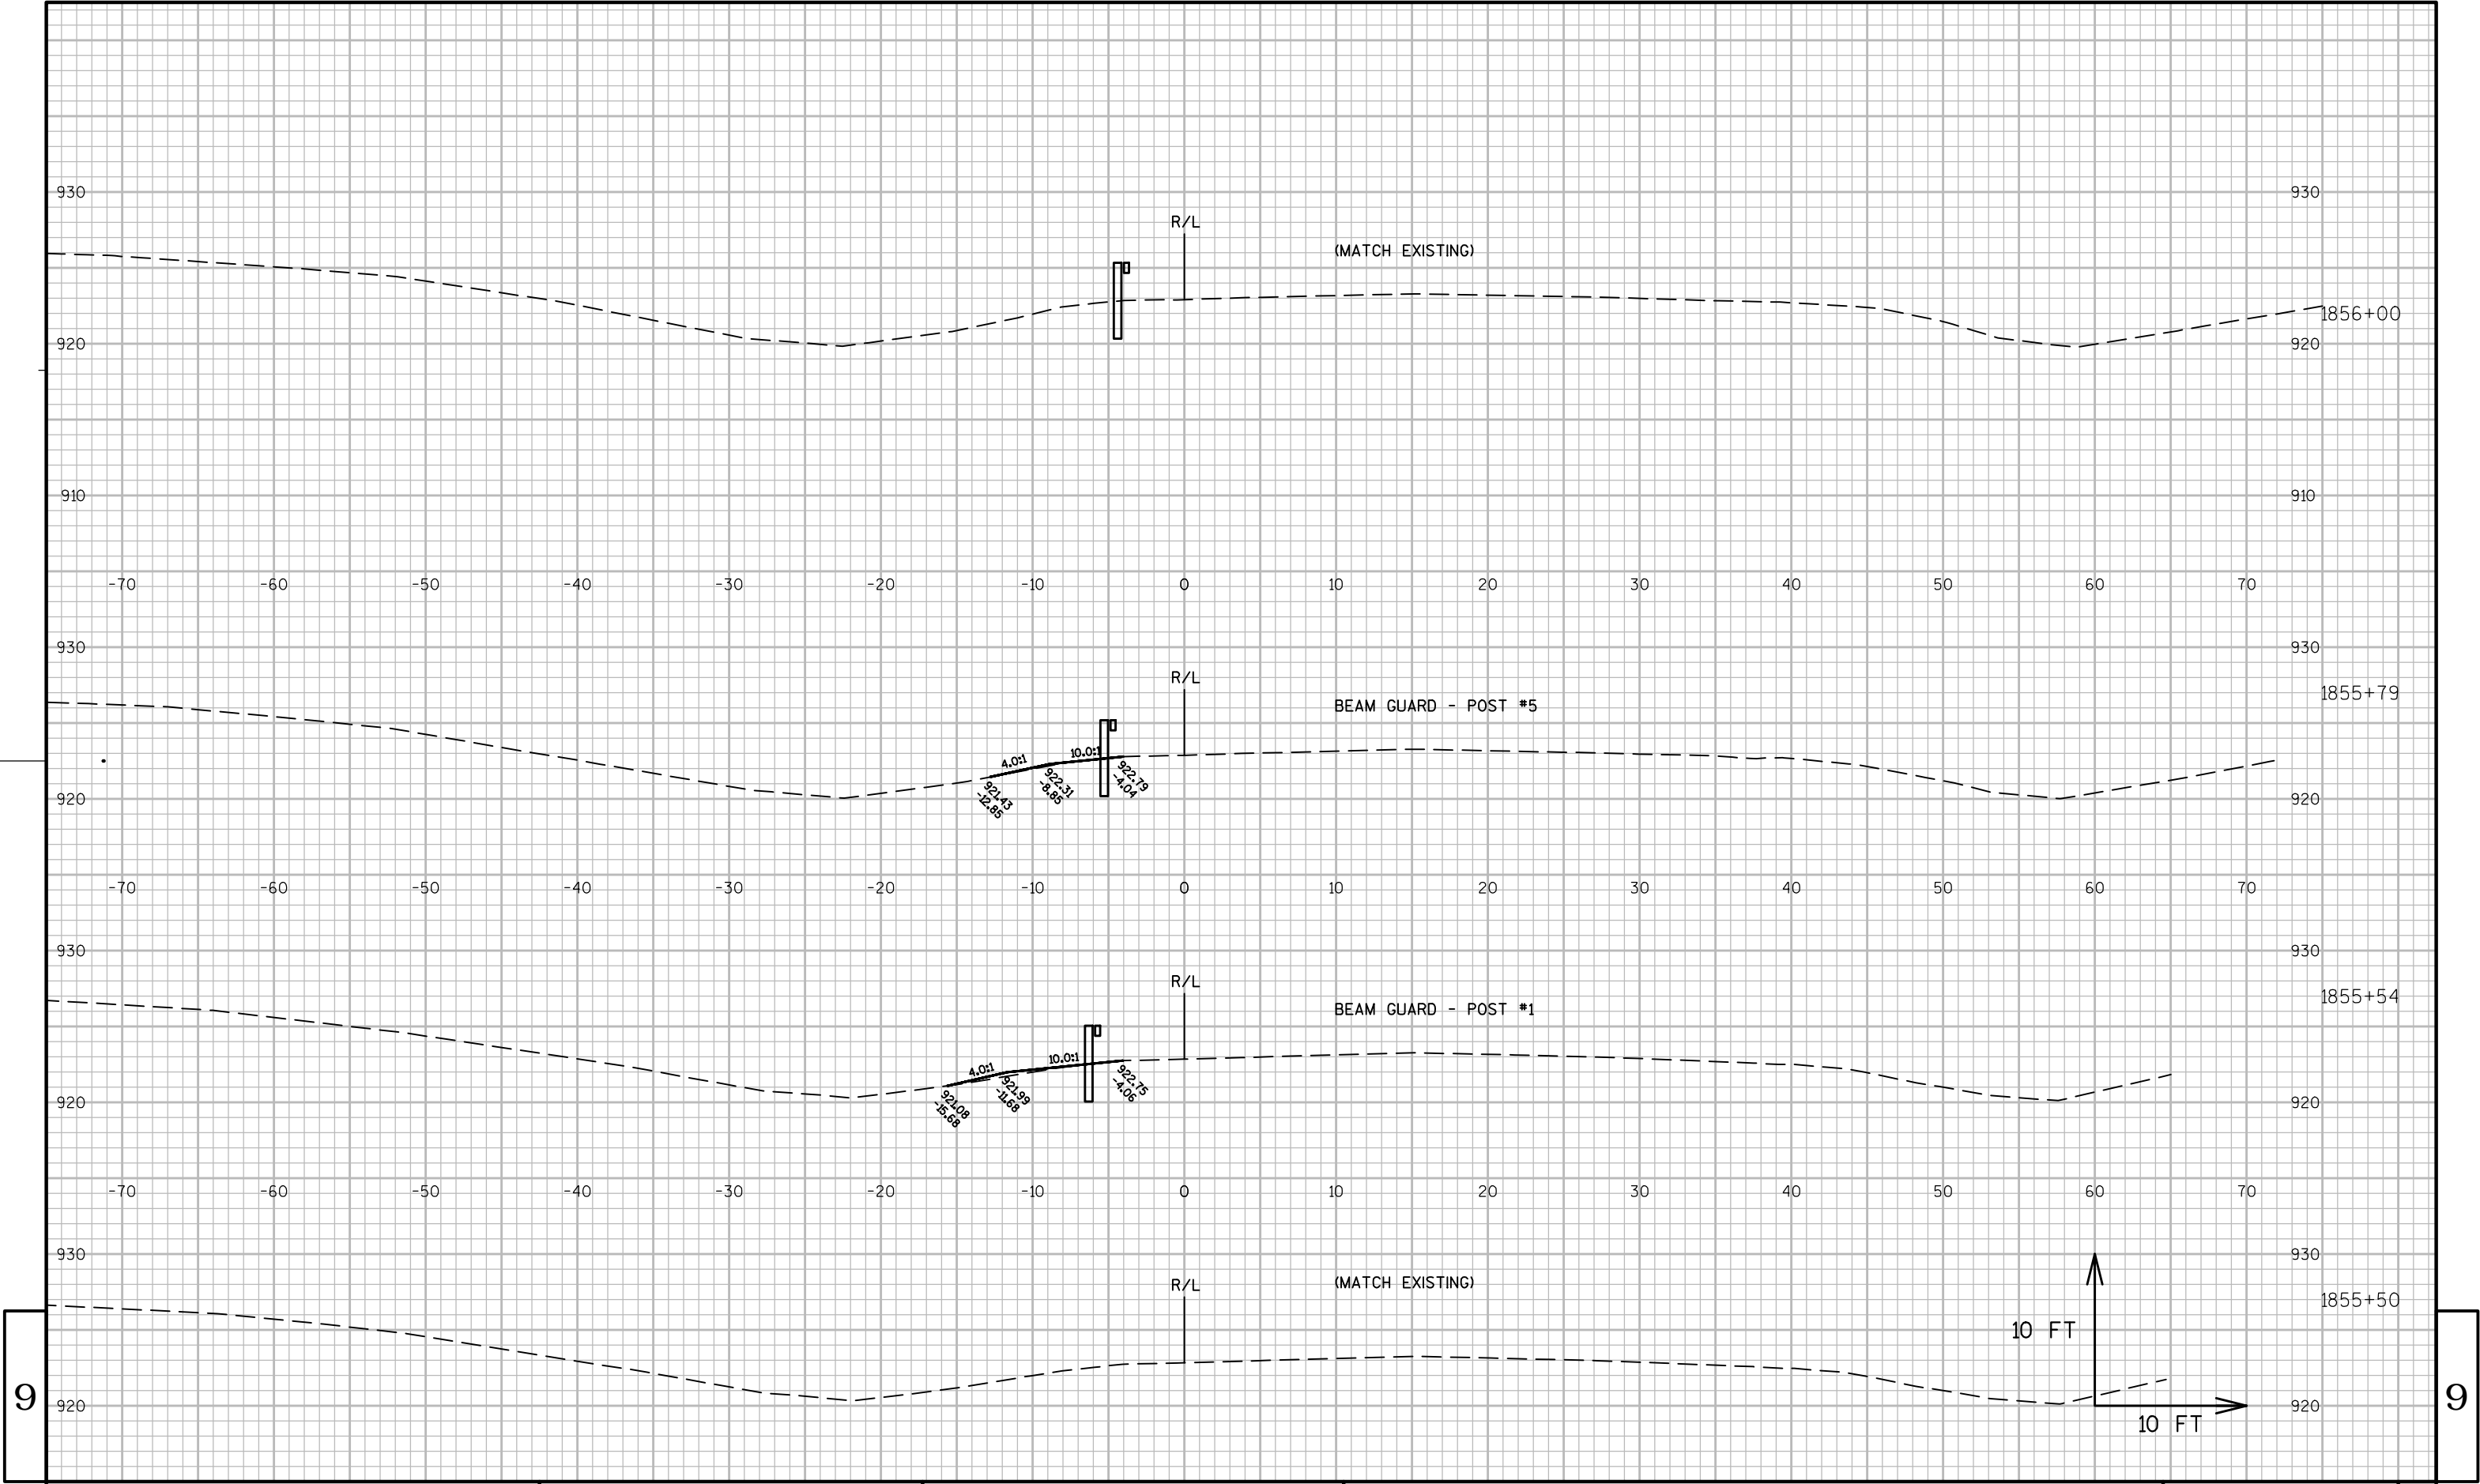 930 930
R/L
(MATCH EXISTING)
1856+00
920 920
910 910
-70 -60 -50 -40 -30 -20 -10 0 10 20 30 40 50 60 70
930 930
R/L
1855+79
BEAM GUARD - POST #5
4.0:1 10.0:1
921.43
-12.85
922.31
-8.85
922.79
-4.04
920 920
-70 -60 -50 -40 -30 -20 -10 0 10 20 30 40 50 60 70
930 930
R/L
1855+54
BEAM GUARD - POST #1
4.0:1 10.0:1
921.08
-15.68
921.99
-11.68
922.75
-4.06
920 920
-70 -60 -50 -40 -30 -20 -10 0 10 20 30 40 50 60 70
930 930
R/L
(MATCH EXISTING)
1855+50
10 FT
9 9
920 920
10 FT